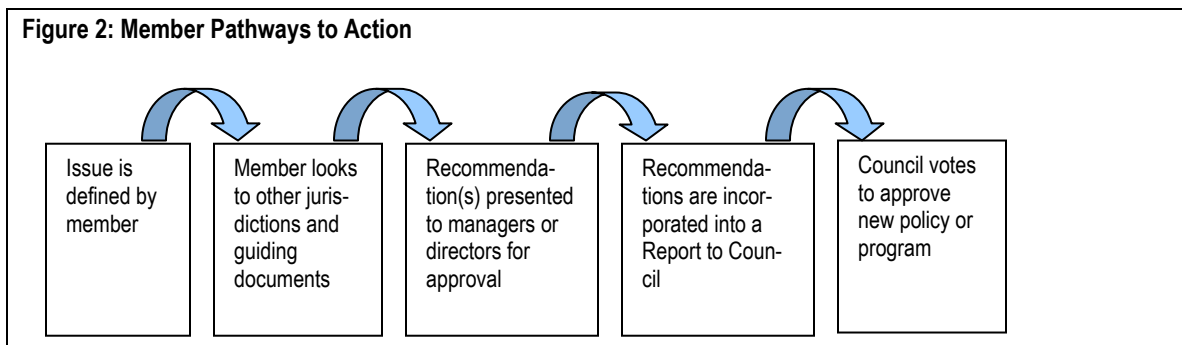 Figure 2: Member Pathways to Action
Issue is
defined by
member
Member looks
to other juris-
dictions and
guiding
documents
Recommenda-
tion(s) presented
to managers or
directors for
approval
Recommenda-
tions are incor-
porated into a
Report to Coun-
cil
Council votes
to approve
new policy or
program